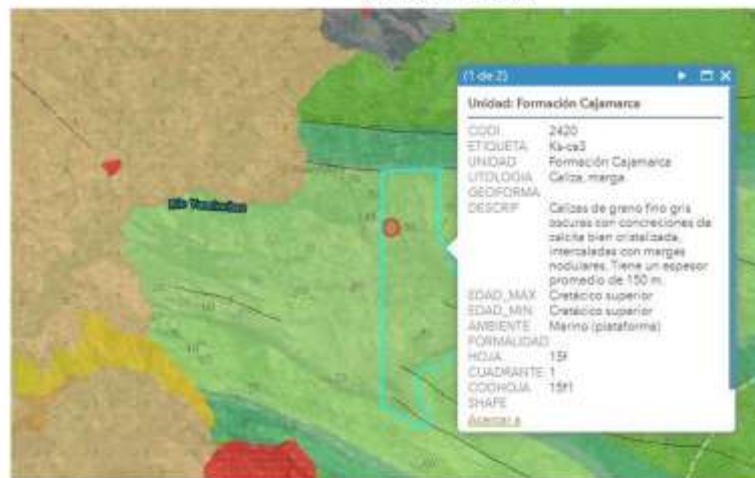 (1 de 2)
Unidad: Formación Cajamarca
CODI 2420
ETIQUETA Ks-ca3
UNIDAD Formación Cajamarca
LITOLOGIA Caliza, marga.
GEOFORMA
DESCRIP Calizas de grano fino gris
oscuras con concreciones de
calcita bien cristalizada,
intercaladas con margas
nodulares. Tiene un espesor
promedio de 150 m.
EDAD_MAX Cretácico superior
EDAD_MIN Cretácico superior
AMBIENTE Marino (plataforma)
FORMALIDAD
HOJA 15f
CUADRANTE 1
CODHOJA 15f1
SHAPE
Acercar a